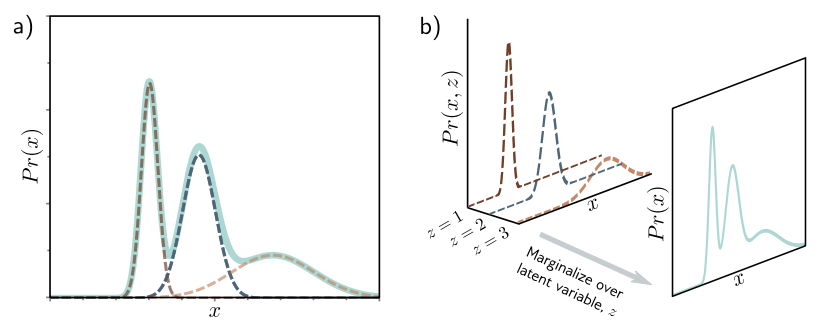 a)
Pr(x)
x
b)
Pr(x, z)
z = 1
z = 2
z = 3
x
Marginalize over
latent variable, z
Pr(x)
x